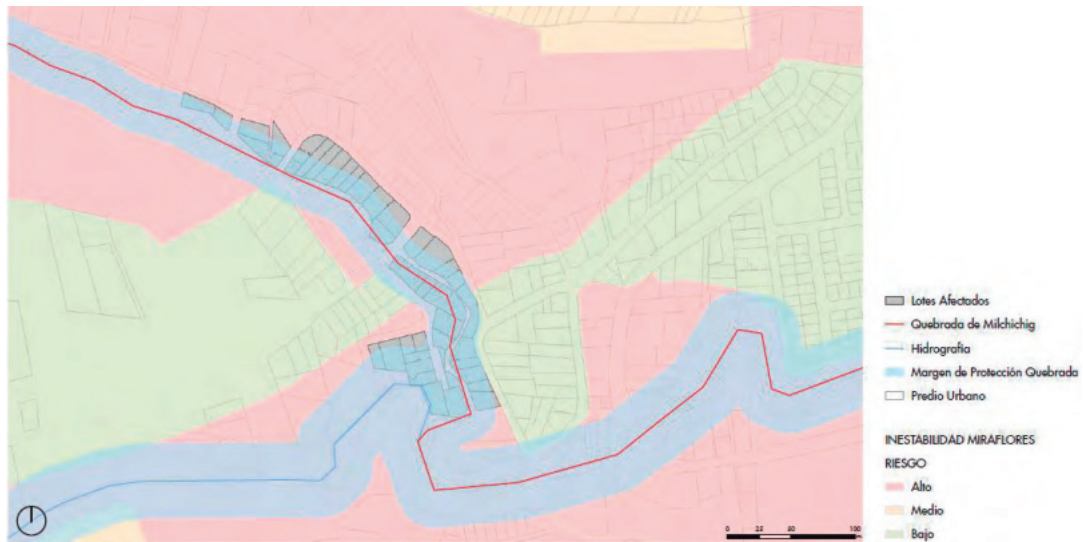 Lotes Afectados
Quebrada de Milchichig
Hidrografía
Margen de Protección Quebrada
Predio Urbano
INESTABILIDAD MIRAFLORES
RIESGO
Alto
Medio
Bajo
0 25 50 100